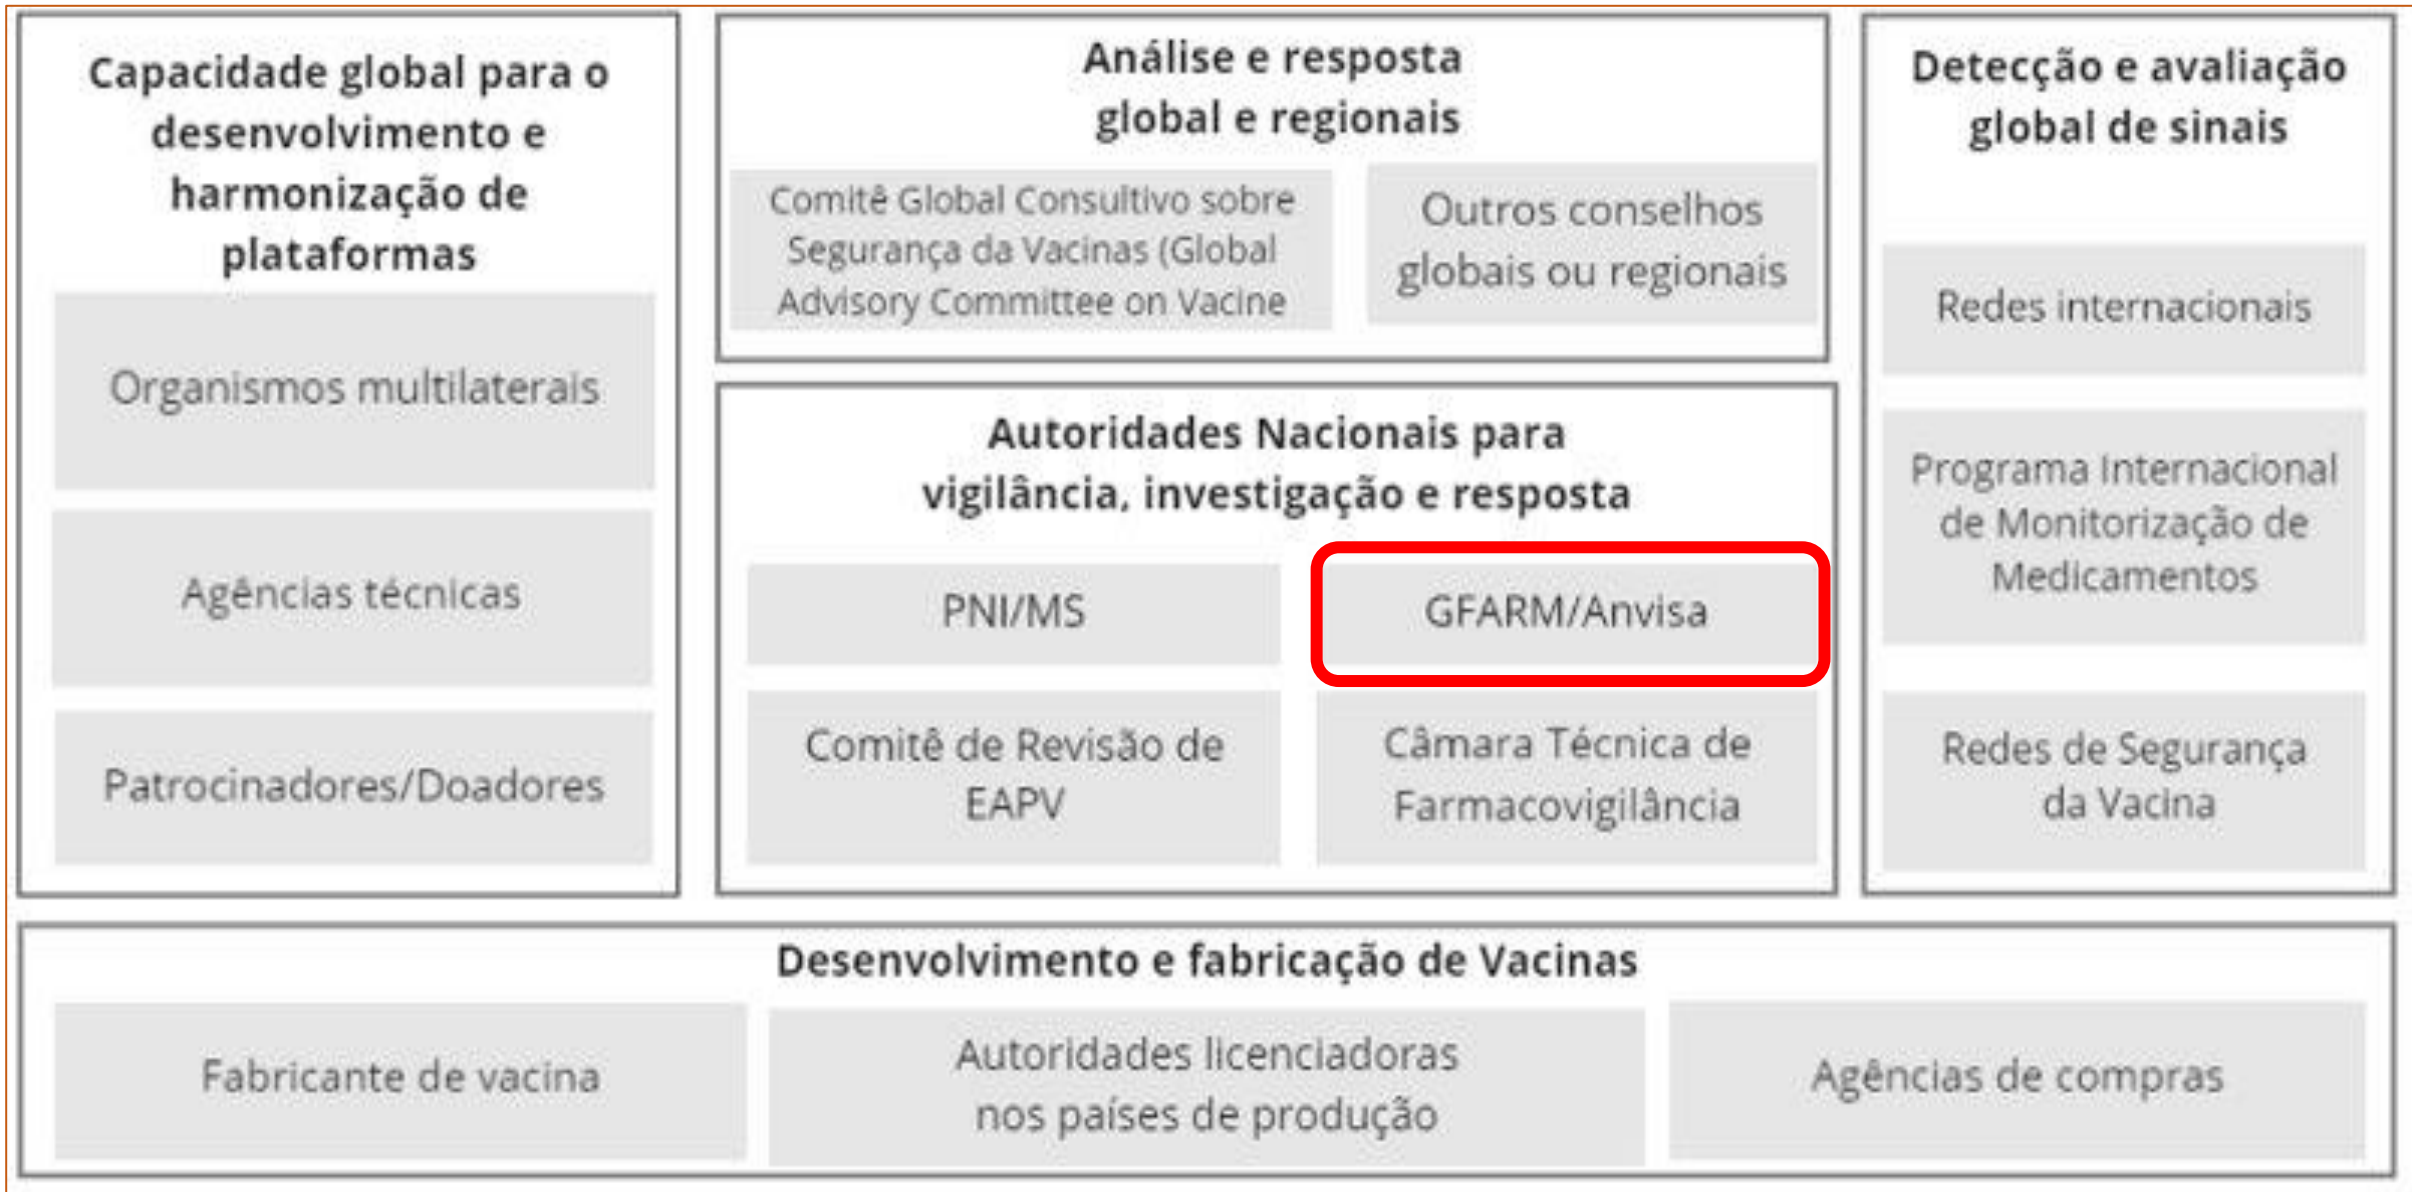 Capacidade global para o
desenvolvimento e
harmonização de
plataformas
Organismos multilaterais
Agências técnicas
Patrocinadores/Doadores
Análise e resposta
global e regionais
Comitê Global Consultivo sobre
Segurança da Vacinas (Global
Advisory Committee on Vacine
Outros conselhos
globais ou regionais
Autoridades Nacionais para
vigilância, investigação e resposta
PNI/MS
GFARM/Anvisa
Comitê de Revisão de
EAPV
Câmara Técnica de
Farmacovigilância
Detecção e avaliação
global de sinais
Redes internacionais
Programa Internacional
de Monitorização de
Medicamentos
Redes de Segurança
da Vacina
Desenvolvimento e fabricação de Vacinas
Fabricante de vacina
Autoridades licenciadoras
nos países de produção
Agências de compras